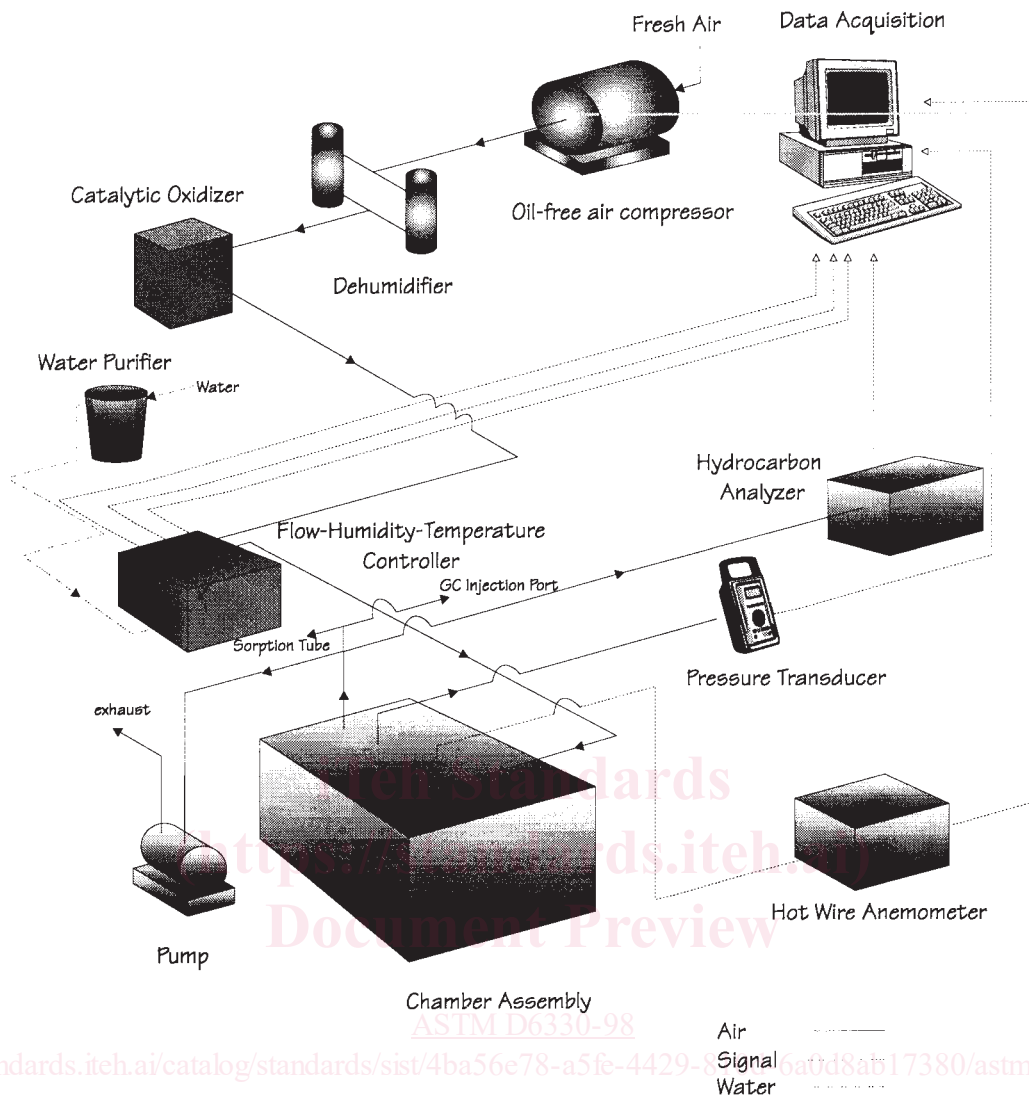 Fresh Air
Data Acquisition
Catalytic Oxidizer
Oil-free air compressor
Dehumidifier
Water Purifier
Water
Hydrocarbon
Analyzer
Flow-Humidity-Temperature
Controller
GC Injection Port
Sorption Tube
Pressure Transducer
exhaust
iTeh Standards
(https://standards.iteh.ai)
Document Preview
Hot Wire Anemometer
Pump
Chamber Assembly
ASTM D6330-98
Air
Signal
Water